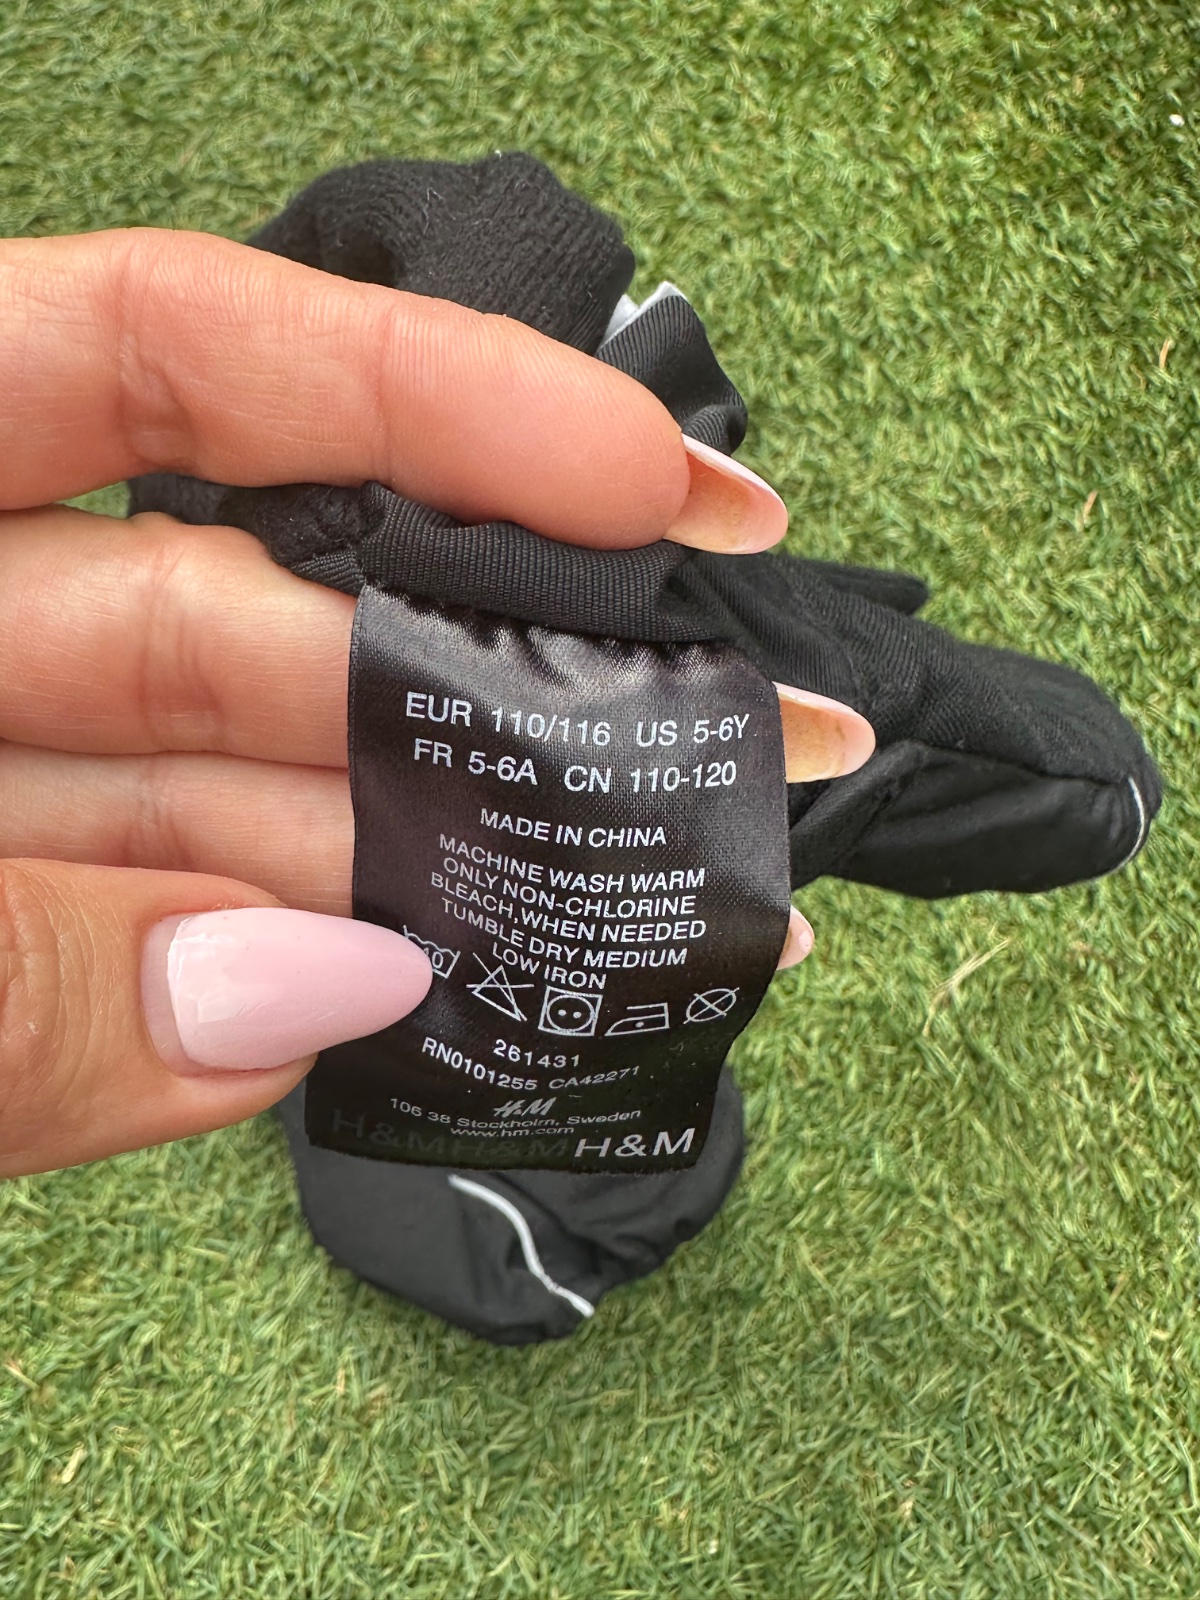 EUR 110/116 US 5-6Y
FR 5-6A CN 110-120
MADE IN CHINA
MACHINE WASH WARM
ONLY NON-CHLORINE
BLEACH,WHEN NEEDED
TUMBLE DRY MEDIUM
LOW IRON
40
261431
RN0101255 CA42271
H&M
106 38 Stockholm, Sweden
www.hm.com
H&M H&M H&M